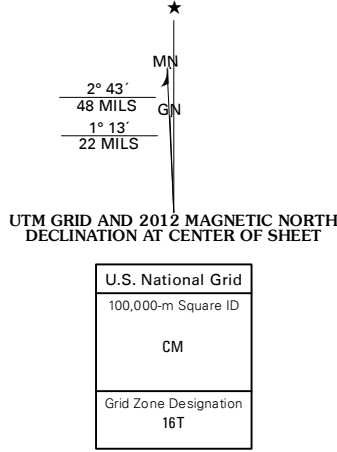 MN
2° 43´
48 MILS
GN
1° 13´
22 MILS
UTM GRID AND 2012 MAGNETIC NORTH
DECLINATION AT CENTER OF SHEET
U.S. National Grid
100,000-m Square ID
CM
Grid Zone Designation
16T